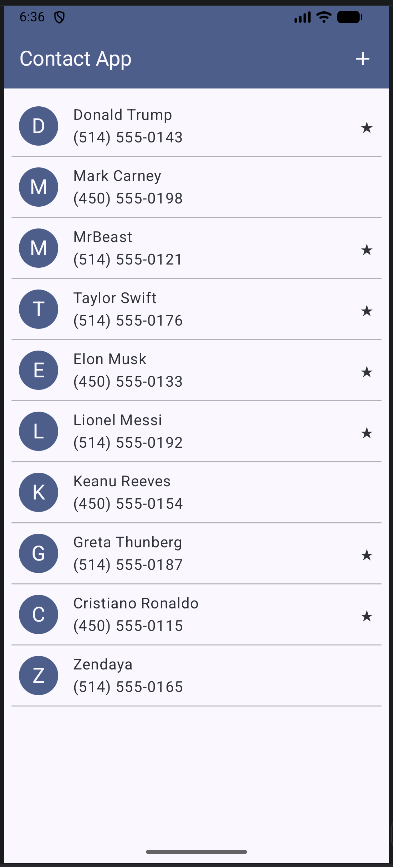 6:36
Contact App +
D Donald Trump
(514) 555-0143 ★
M Mark Carney
(450) 555-0198
M MrBeast
(514) 555-0121 ★
T Taylor Swift
(514) 555-0176 ★
E Elon Musk
(450) 555-0133 ★
L Lionel Messi
(514) 555-0192 ★
K Keanu Reeves
(450) 555-0154
G Greta Thunberg
(514) 555-0187 ★
C Cristiano Ronaldo
(450) 555-0115 ★
Z Zendaya
(514) 555-0165